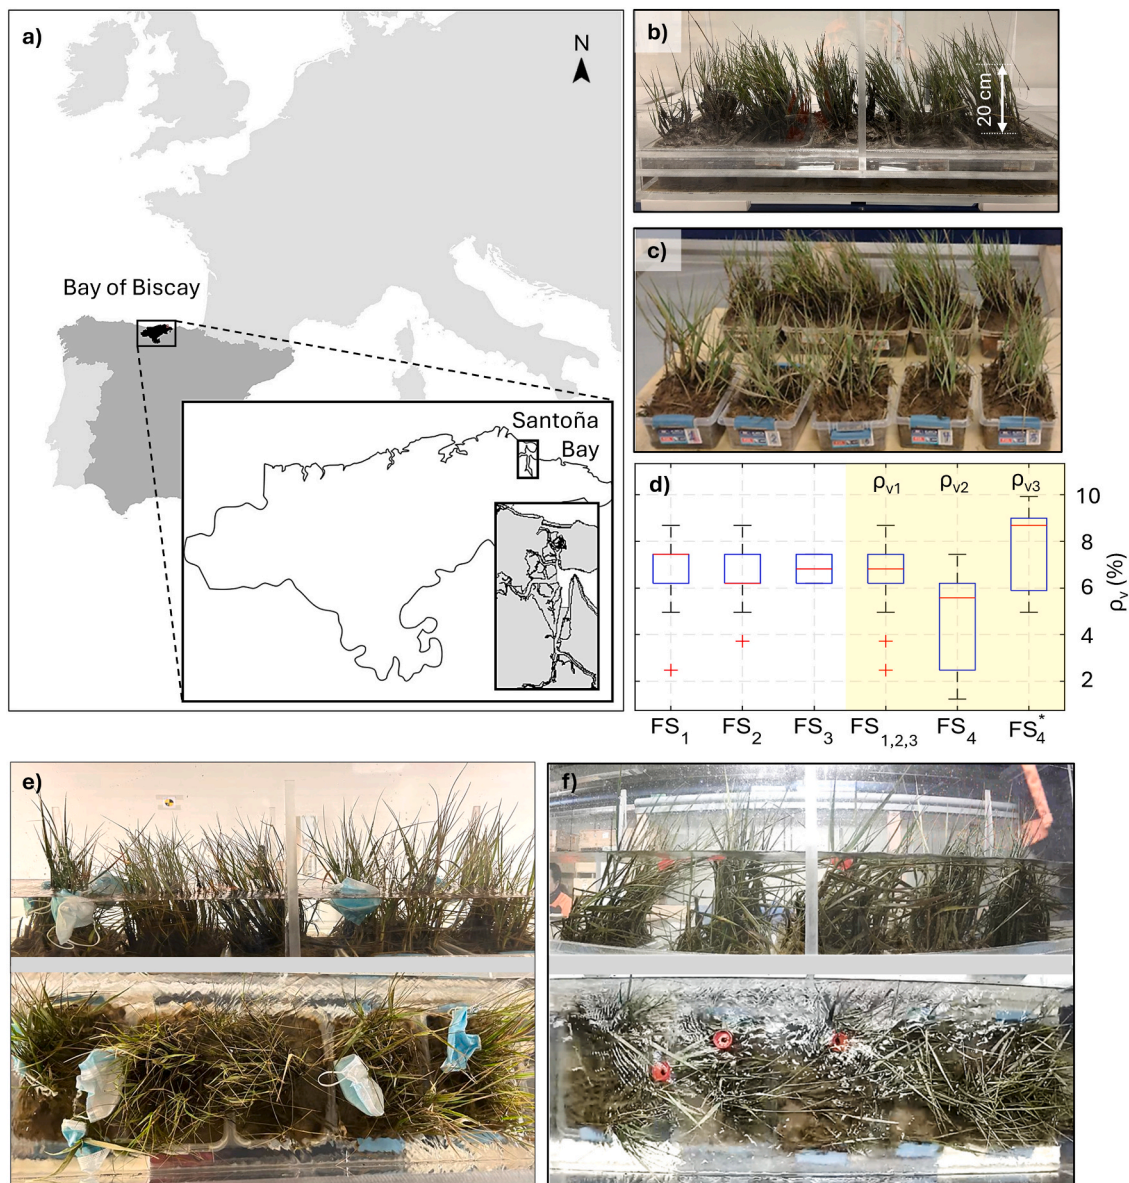 a)
N
Bay of Biscay
Santoña
Bay
b)
20 cm
c)
d)
ρv1 ρv2 ρv3
10
8
6
4
2
ρv (%)
FS1 FS2 FS3 FS1,2,3 FS4 FS4*
e)
f)